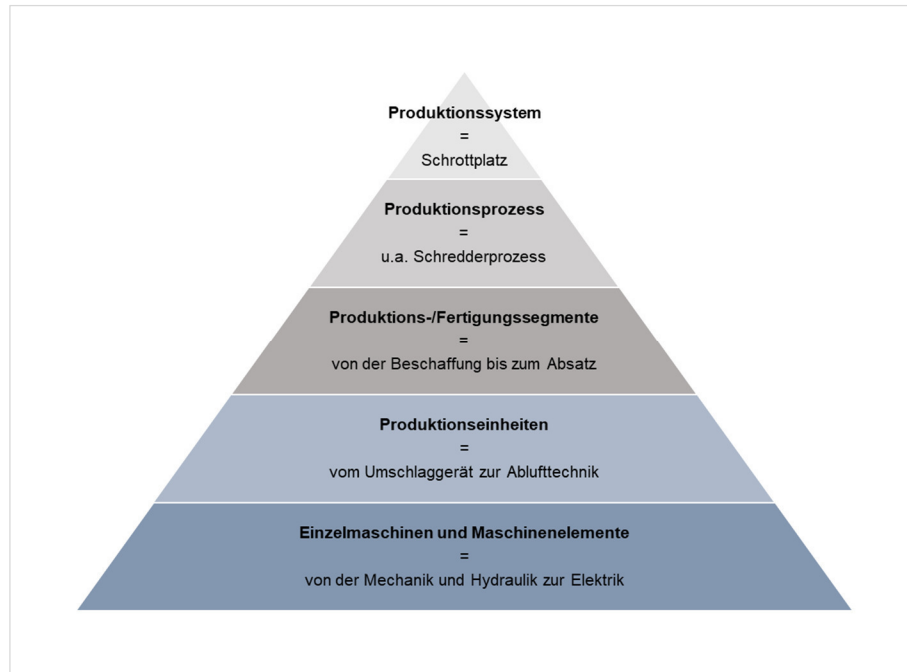 Produktionssystem
=
Schrottplatz
Produktionsprozess
=
u.a. Schredderprozess
Produktions-/Fertigungssegmente
=
von der Beschaffung bis zum Absatz
Produktionseinheiten
=
vom Umschlaggerät zur Ablufttechnik
Einzelmaschinen und Maschinenelemente
=
von der Mechanik und Hydraulik zur Elektrik